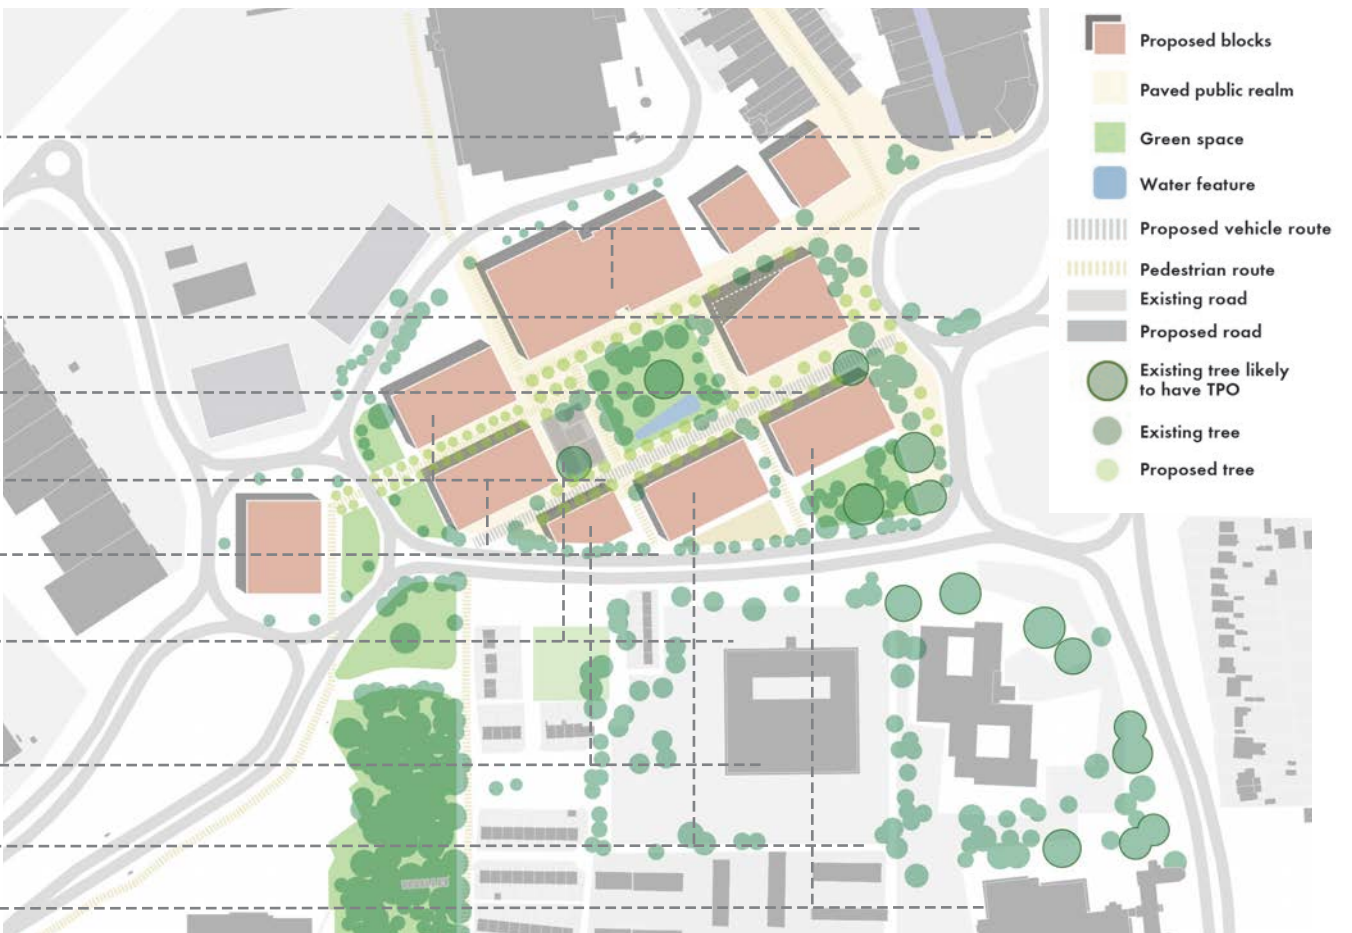 Proposed blocks
Paved public realm
Green space
Water feature
Proposed vehicle route
Pedestrian route
Existing road
Proposed road
Existing tree likely
to have TPO
Existing tree
Proposed tree